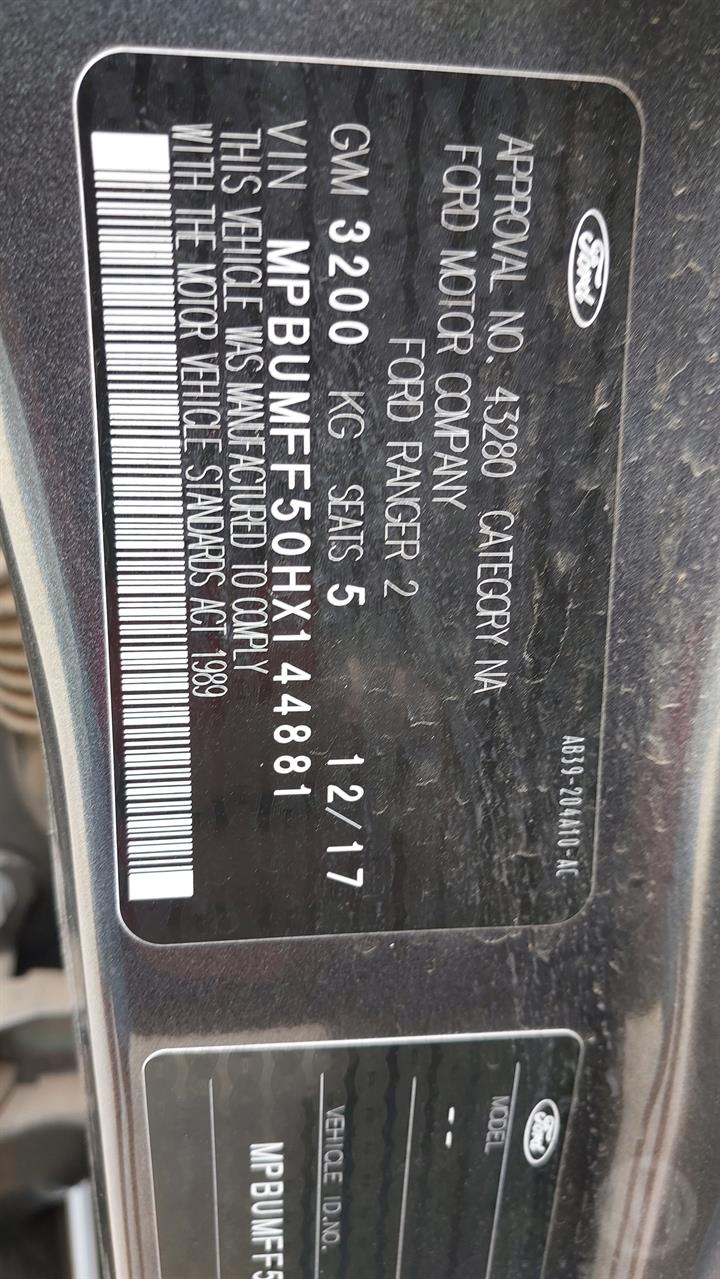 Ford
AB39-204A10-AC
APPROVAL NO. 43280 CATEGORY NA
FORD MOTOR COMPANY
FORD RANGER 2
GVM 3200 KG SEATS 5 12/17
VIN MPBUMFF50HX144881
THIS VEHICLE WAS MANUFACTURED TO COMPLY
WITH THE MOTOR VEHICLE STANDARDS ACT 1989
Ford
MODEL
--
VEHICLE ID.NO.
MPBUMFF5